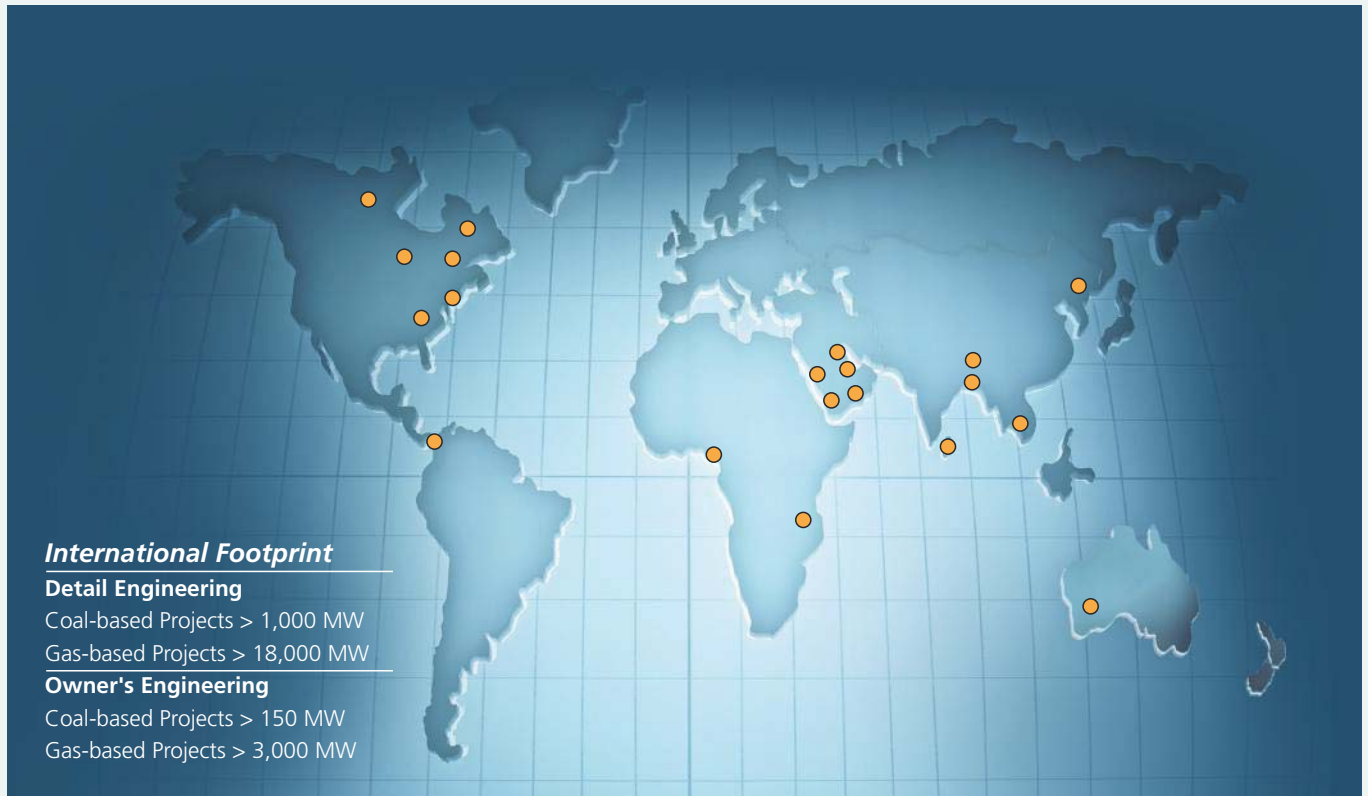 International Footprint
Detail Engineering
Coal-based Projects > 1,000 MW
Gas-based Projects > 18,000 MW
Owner's Engineering
Coal-based Projects > 150 MW
Gas-based Projects > 3,000 MW